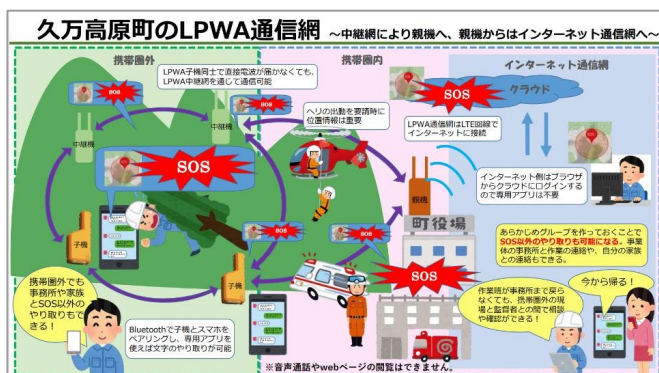 久万高原町のLPWA通信網 ～中継網により親機へ、親機からはインターネット通信網へ～
携帯圏外
携帯圏内
インターネット通信網
LPWA子機同士で直接電波が届かなくても、
LPWA中継網を通じて通信可能
SOS
中継機
SOS
中継機
SOS
ヘリの出動を要請時に
位置情報は重要
SOS
クラウド
LPWA通信網はLTE回線で
インターネットに接続
インターネット側はブラウザ
からクラウドにログインする
ので専用アプリは不要
親機
町役場
SOS
子機
SOS
子機
SOS
あらかじめグループを作っておくことで
SOS以外のやり取りも可能になる。事業
体の事務所と作業の連絡や、自分の家族
との連絡もできる。
携帯圏外でも
事務所や家族
とSOS以外の
やり取りもで
きる！
Bluetoothで子機とスマホを
ペアリングし、専用アプリを
使えば文字のやり取りが可能
作業班が事務所まで戻ら
なくても、携帯圏外の現
場と監督者との間で相談
や確認ができる！
今から帰る！
※音声通話やwebページの閲覧はできません。